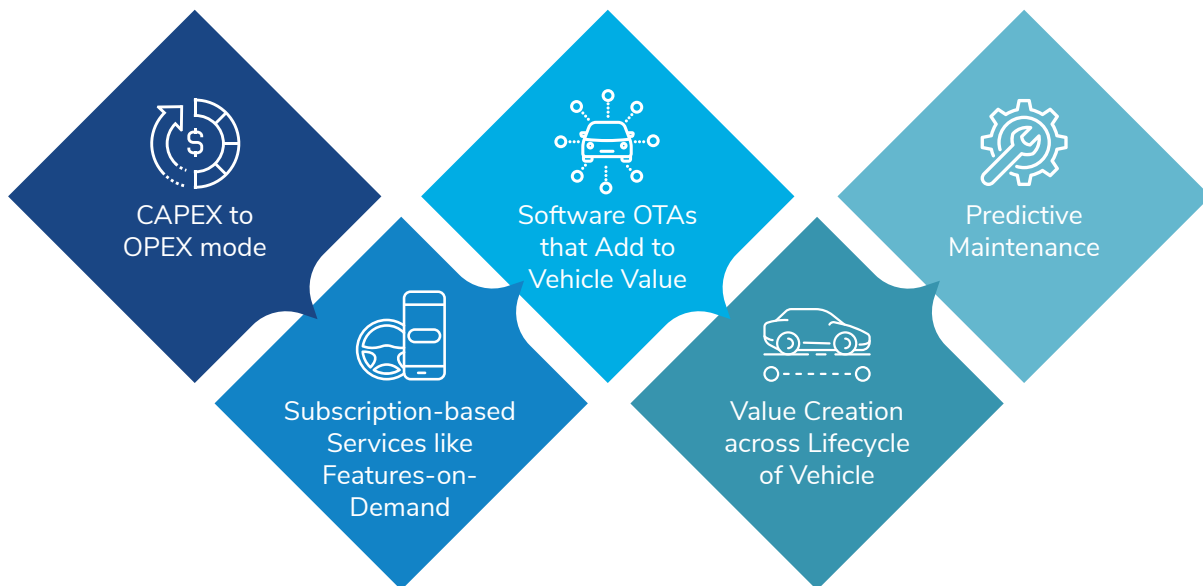 CAPEX to
OPEX mode
Subscription-based
Services like
Features-on-
Demand
Software OTAs
that Add to
Vehicle Value
Value Creation
across Lifecycle
of Vehicle
Predictive
Maintenance